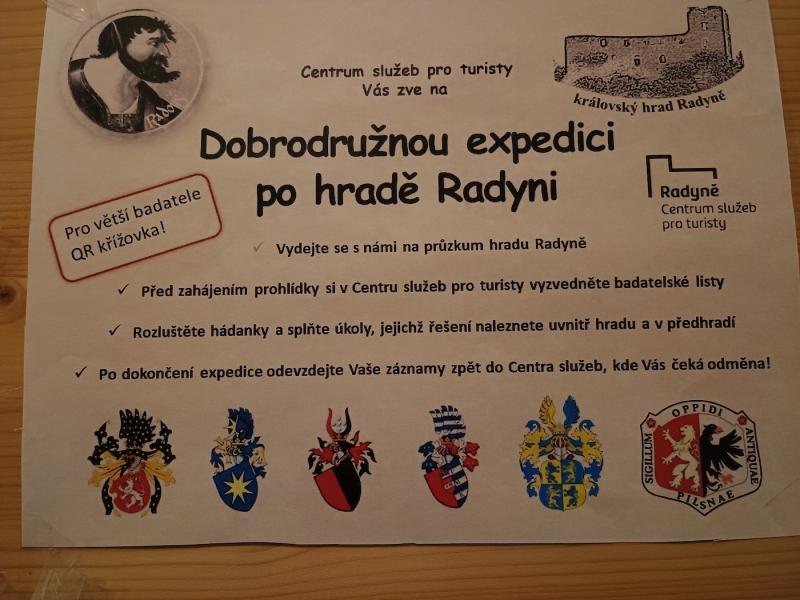 Radouš
Centrum služeb pro turisty
Vás zve na
královský hrad Radyně
Dobrodružnou expedici
po hradě Radyni
Radyně
Centrum služeb
pro turisty
Pro větší badatele
QR křížovka!
✓ Vydejte se s námi na průzkum hradu Radyně
✓ Před zahájením prohlídky si v Centru služeb pro turisty vyzvedněte badatelské listy
✓ Rozluštěte hádanky a splňte úkoly, jejichž řešení naleznete uvnitř hradu a v předhradí
✓ Po dokončení expedice odevzdejte Vaše záznamy zpět do Centra služeb, kde Vás čeká odměna!
SIGILLUM OPPIDI ANTIQUAE PILSNAE